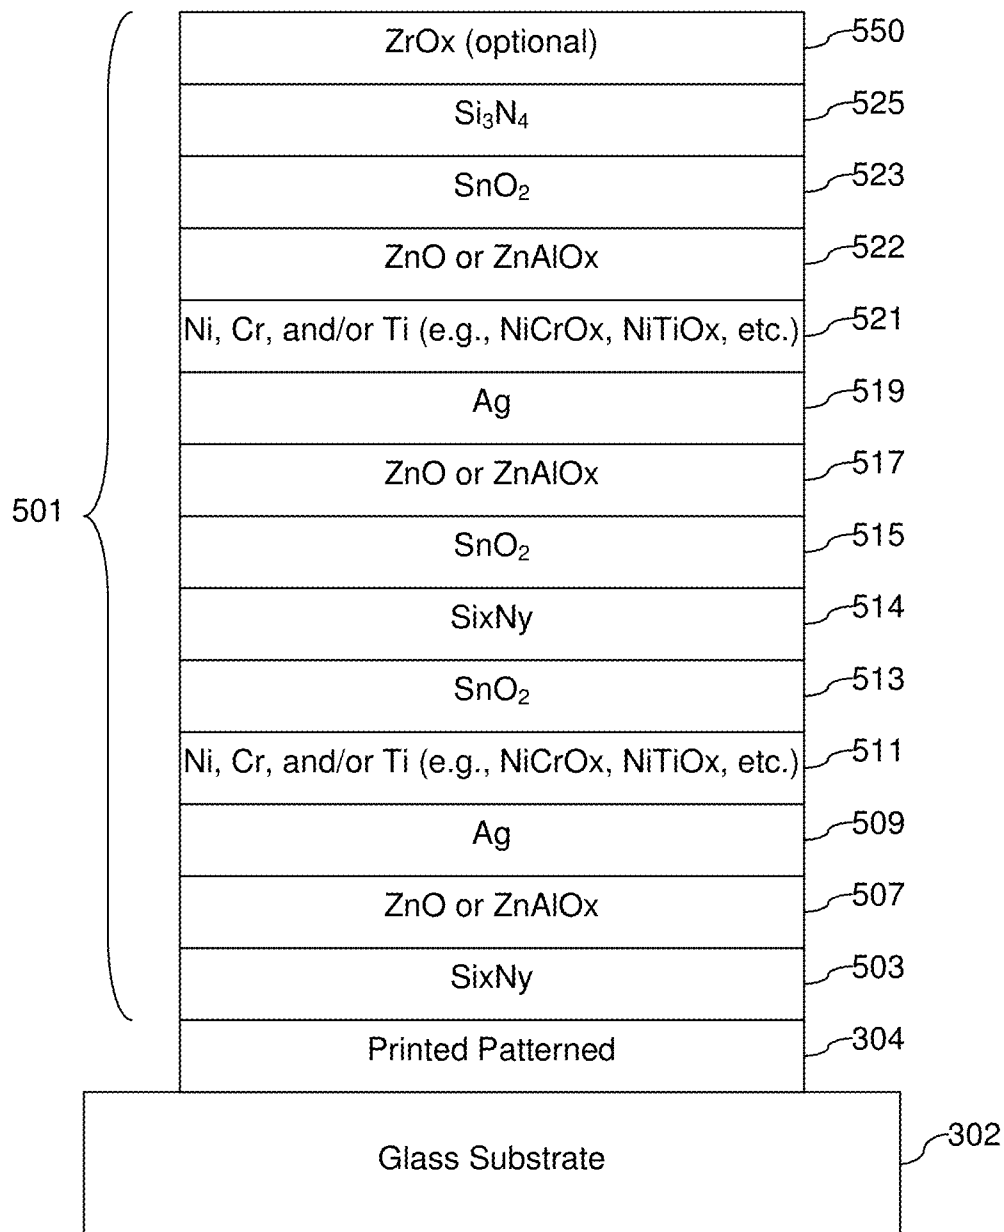 ZrOx (optional) 550
Si₃N₄ 525
SnO₂ 523
ZnO or ZnAlOx 522
Ni, Cr, and/or Ti (e.g., NiCrOx, NiTiOx, etc.) 521
Ag 519
ZnO or ZnAlOx 517
501
SnO₂ 515
SixNy 514
SnO₂ 513
Ni, Cr, and/or Ti (e.g., NiCrOx, NiTiOx, etc.) 511
Ag 509
ZnO or ZnAlOx 507
SixNy 503
Printed Patterned 304
Glass Substrate 302